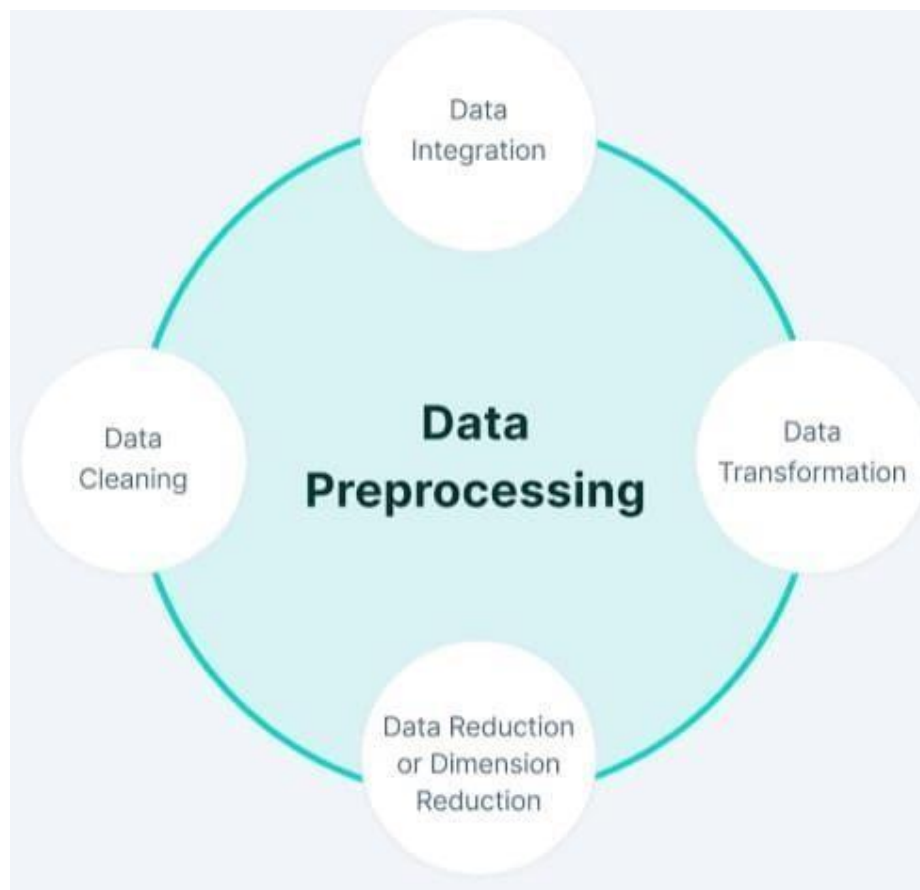 Data
Integration
Data
Cleaning
Data
Preprocessing
Data
Transformation
Data Reduction
or Dimension
Reduction